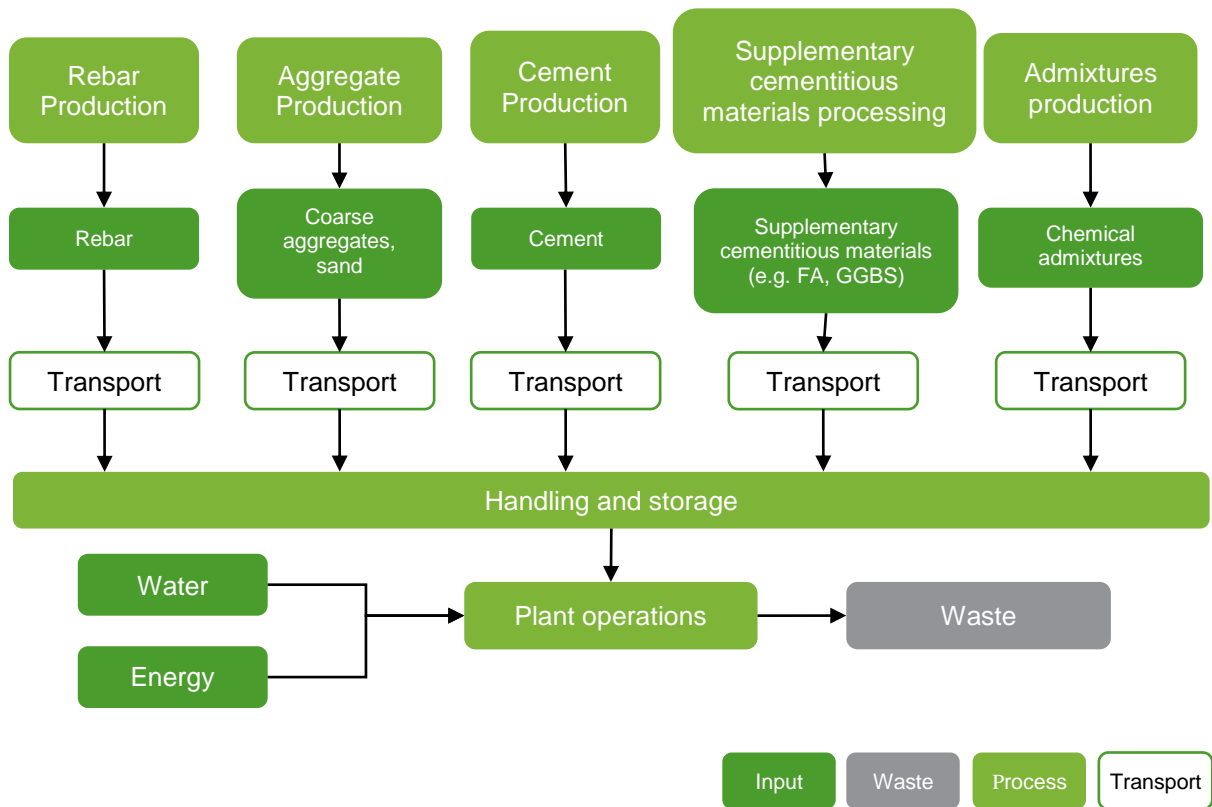 Rebar
Production
Aggregate
Production
Cement
Production
Supplementary
cementitious
materials processing
Admixtures
production
Rebar
Coarse
aggregates,
sand
Cement
Supplementary
cementitious materials
(e.g. FA, GGBS)
Chemical
admixtures
Transport
Transport
Transport
Transport
Transport
Handling and storage
Water
Energy
Plant operations
Waste
Input
Waste
Process
Transport